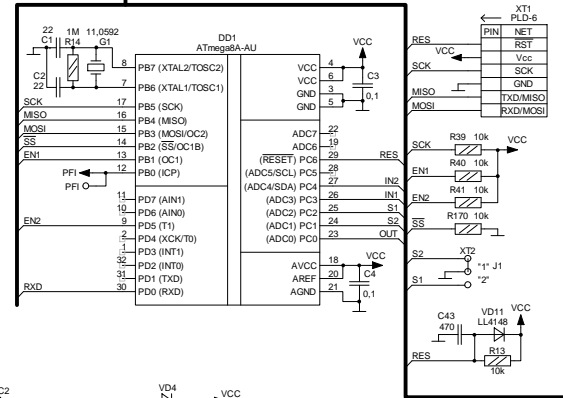 22
C1
1M
R14
11,0592
G1
C2
22
DD1
ATmega8A-AU
8 PB7 (XTAL2/TOSC2)
7 PB6 (XTAL1/TOSC1)
SCK 17 PB5 (SCK)
MISO 16 PB4 (MISO)
MOSI 15 PB3 (MOSI/OC2)
SS 14 PB2 (SS/OC1B)
EN1 13 PB1 (OC1)
PFI 12 PB0 (ICP)
PFI
11 PD7 (AIN1)
10 PD6 (AIN0)
EN2 9 PD5 (T1)
2 PD4 (XCK/T0)
1 PD3 (INT1)
32 PD2 (INT0)
31 PD1 (TXD)
RXD 30 PD0 (RXD)
VCC
VCC 4
VCC 6
GND 3
GND 5
C3
0,1
ADC7 22
ADC6 19
(RESET) PC6 29 RES
(ADC5/SCL) PC5 28
(ADC4/SDA) PC4 27 IN2
(ADC3) PC3 26 IN1
(ADC2) PC2 25 S1
(ADC1) PC1 24 S2
(ADC0) PC0 23 OUT
VCC
AVCC 18
AREF 20
AGND 21
C4
0,1
XT1
PLD-6
PIN NET
RES RST
VCC Vcc
SCK SCK
GND
MISO TXD/MISO
MOSI RXD/MOSI
SCK R39 10k VCC
EN1 R40 10k
EN2 R41 10k
SS R170 10k
S2 XT2
"1" J1
S1 "2"
C43
470
VD11
LL4148
VCC
RES R13
10k
C2
VD4
VCC